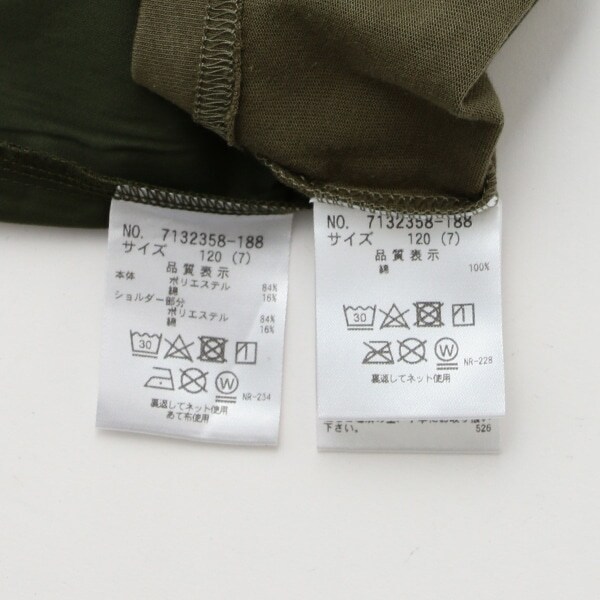 NO. 7132358-188
サイズ 120 (7)
品質表示
本体
ポリエステル 84%
綿 16%
ショルダー部分
ポリエステル 84%
綿 16%
30
W
NR-234
裏返してネット使用
あて布使用
NO. 7132358-188
サイズ 120 (7)
品質表示
綿 100%
30
W
NR-228
裏返してネット使用
下さい。 526